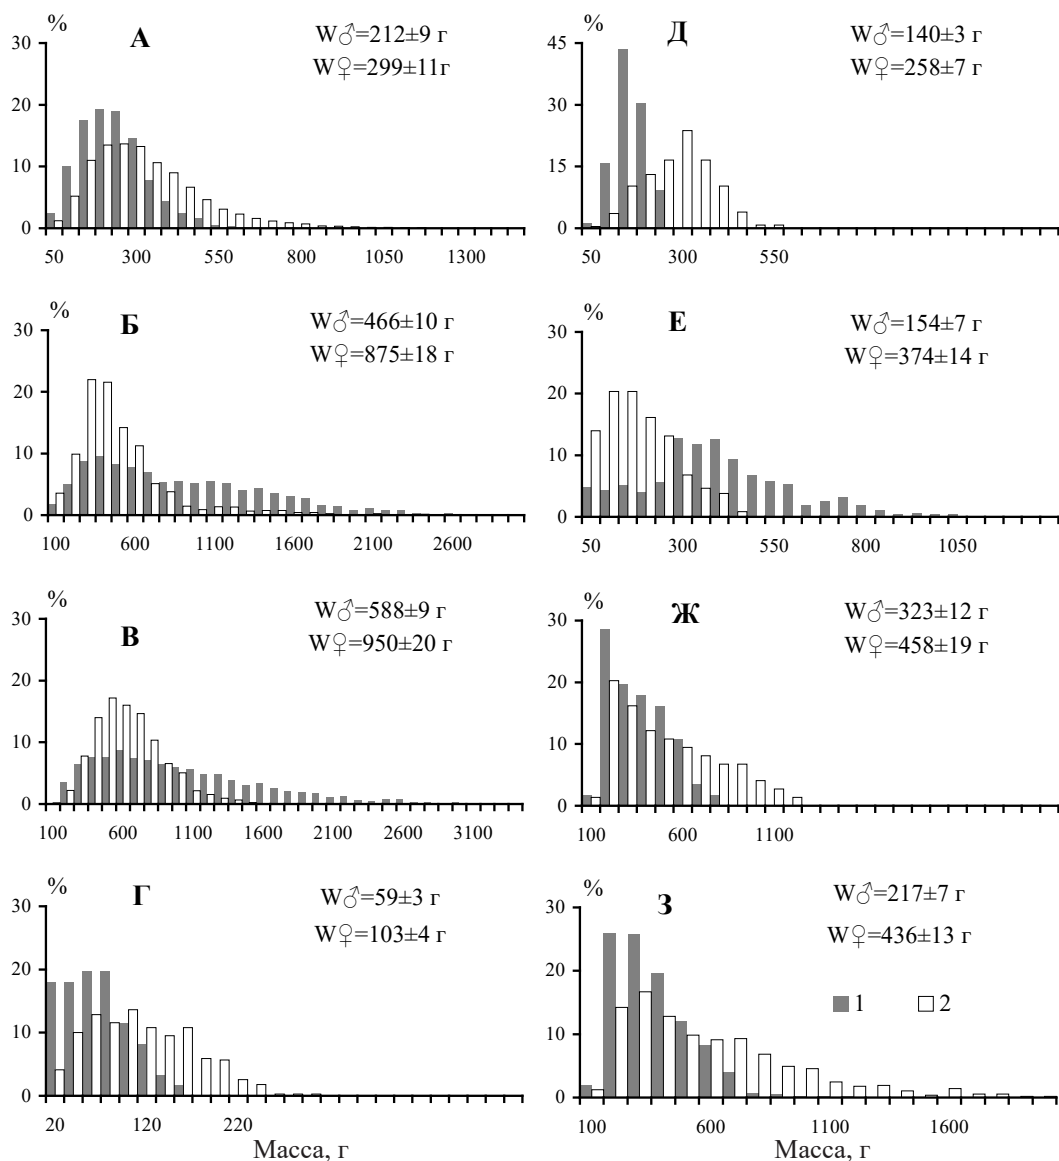 %
А
W♂=212±9 г
W♀=299±11г
30
20
10
0
50 300 550 800 1050 1300
%
Д
W♂=140±3 г
W♀=258±7 г
45
30
15
0
50 300 550
%
Б
W♂=466±10 г
W♀=875±18 г
30
20
10
0
100 600 1100 1600 2100 2600
%
Е
W♂=154±7 г
W♀=374±14 г
30
20
10
0
50 300 550 800 1050
%
В
W♂=588±9 г
W♀=950±20 г
30
20
10
0
100 600 1100 1600 2100 2600 3100
%
Ж
W♂=323±12 г
W♀=458±19 г
30
20
10
0
100 600 1100
%
Г
W♂=59±3 г
W♀=103±4 г
30
20
10
0
20 120 220
Масса, г
%
З
W♂=217±7 г
W♀=436±13 г
1 2
30
20
10
0
100 600 1100 1600
Масса, г